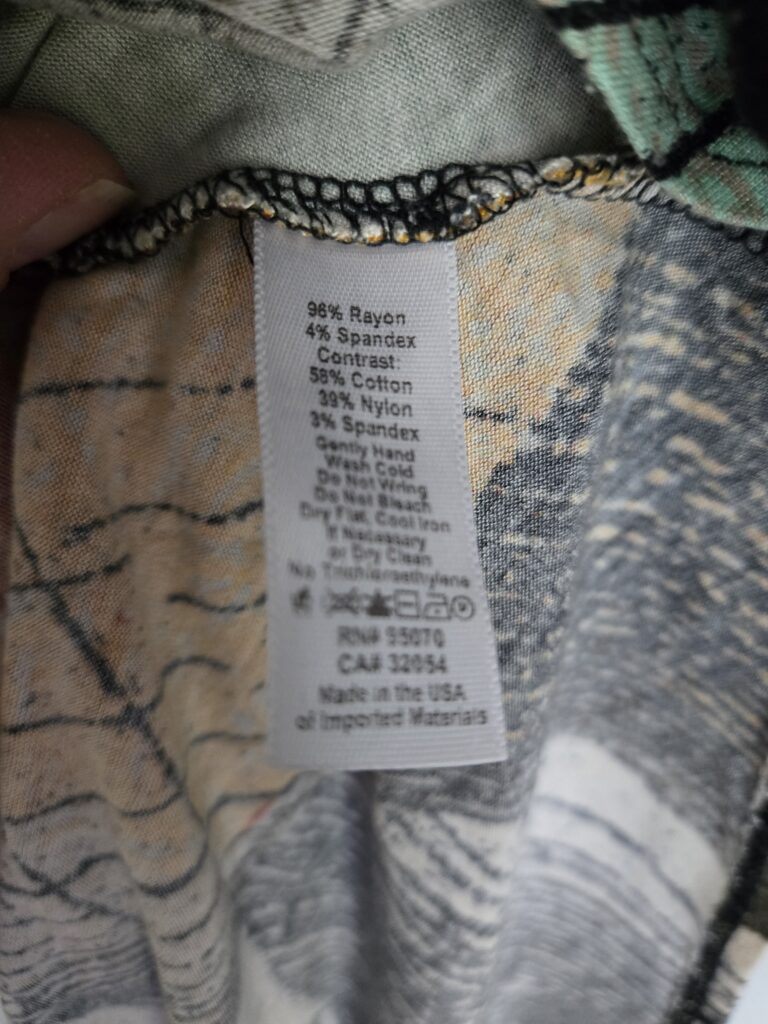 96% Rayon
4% Spandex
Contrast:
58% Cotton
39% Nylon
3% Spandex
Gently Hand
Wash Cold
Do Not Wring
Do Not Bleach
Dry Flat, Cool Iron
If Necessary
or Dry Clean
No Trichloroethylene
RN# 95070
CA# 32054
Made in the USA
of Imported Materials